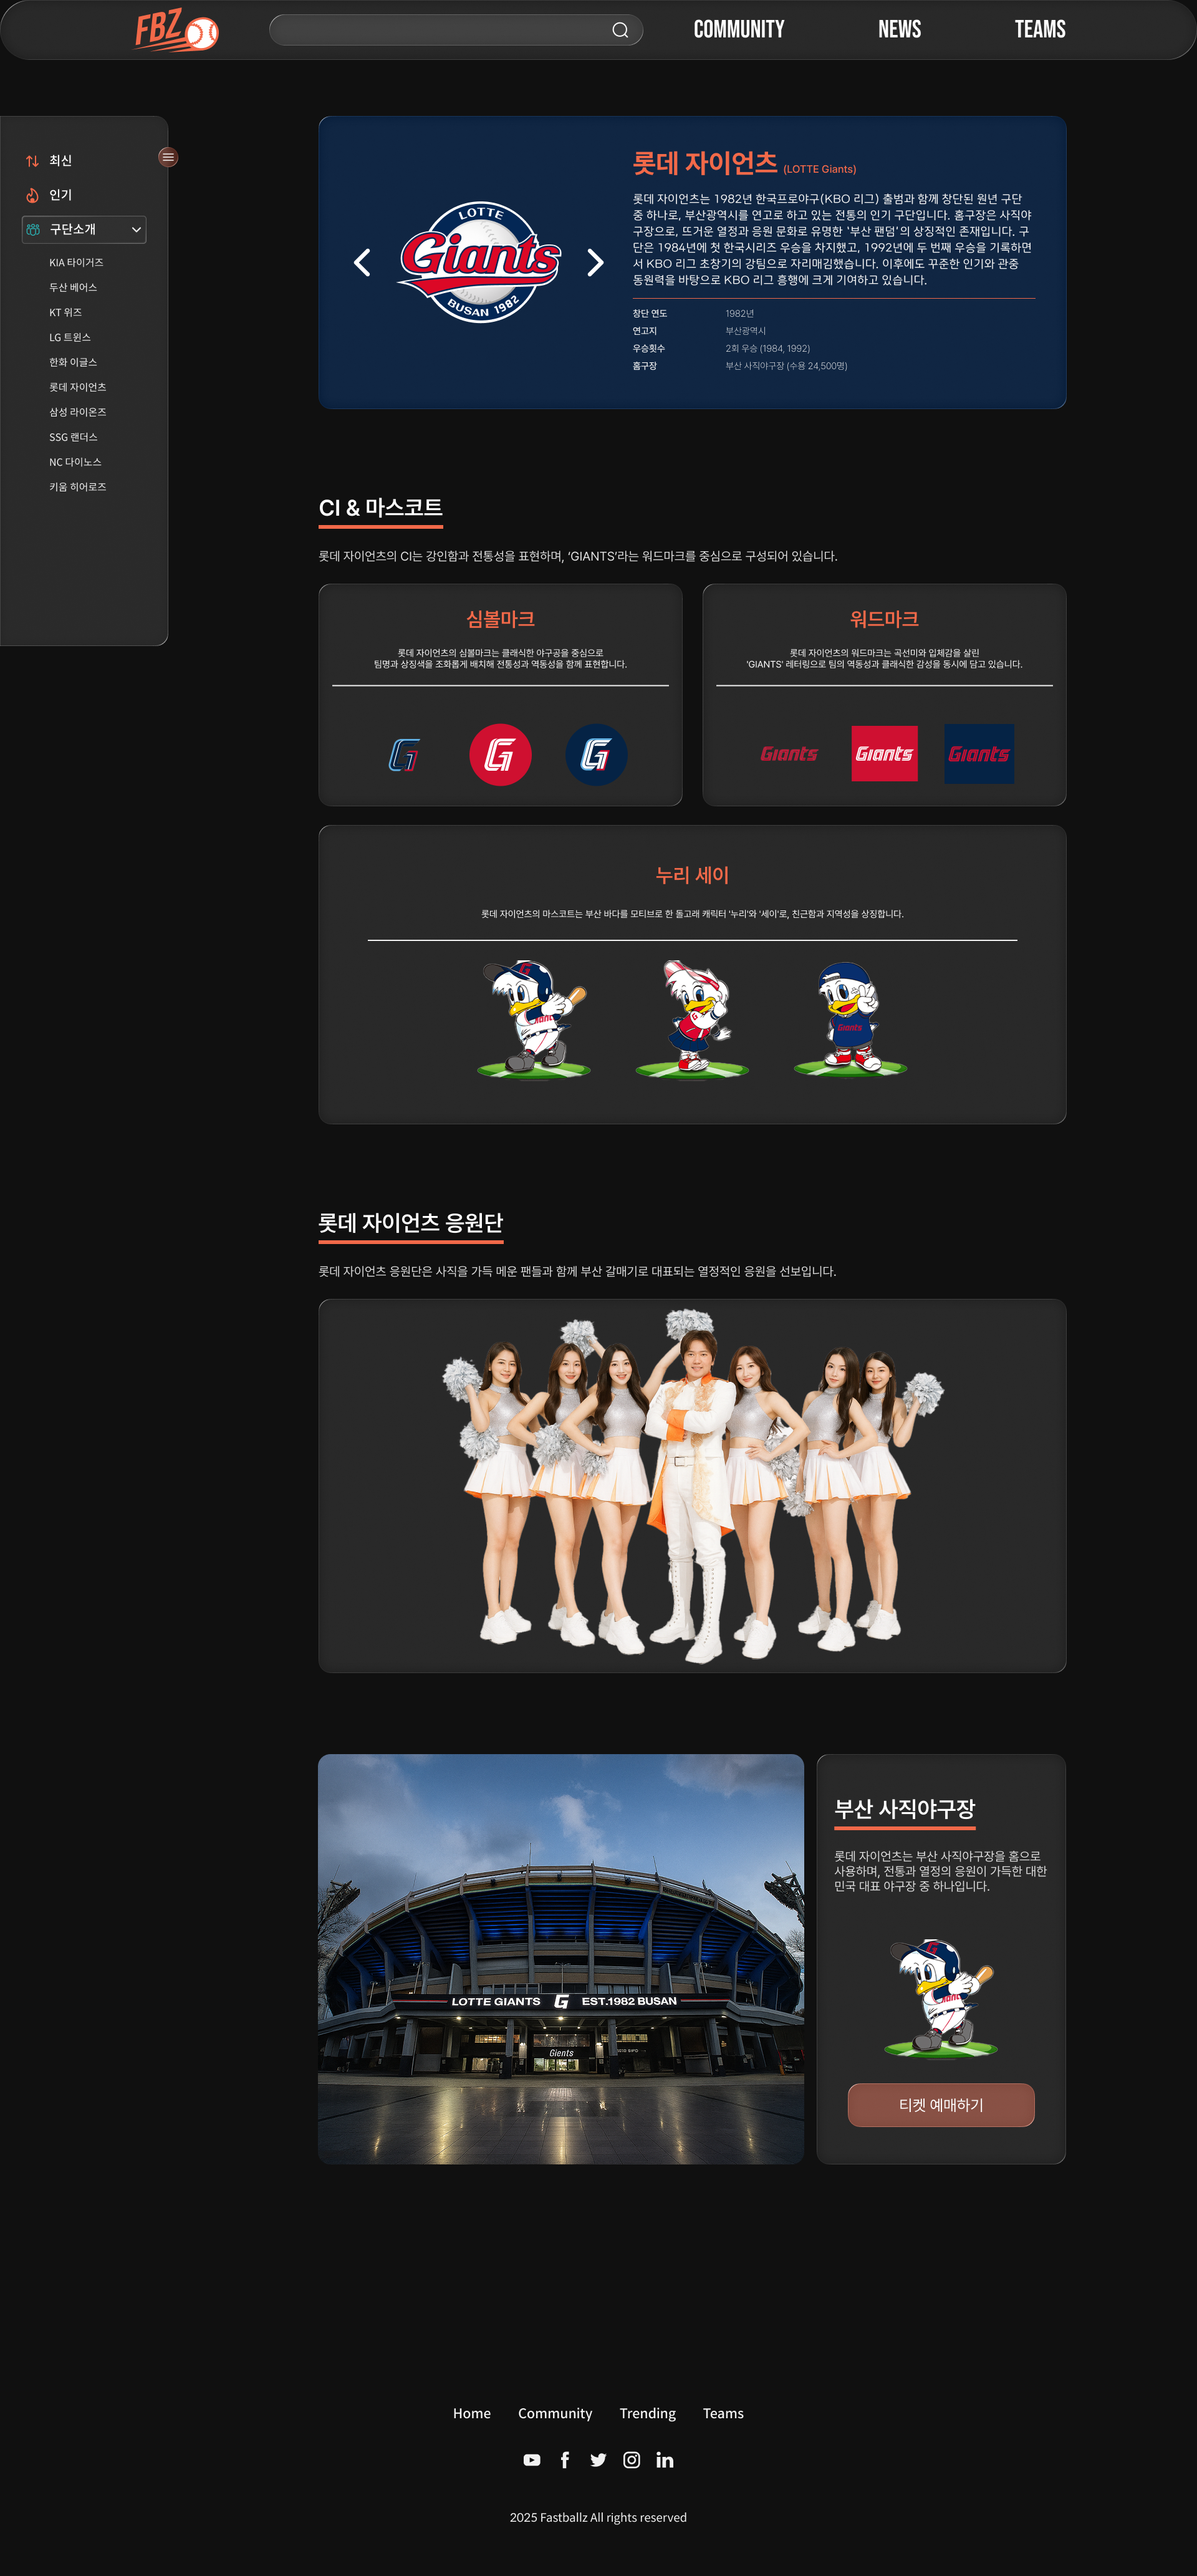 FBZ
COMMUNITY
NEWS
TEAMS
최신
인기
구단소개
KIA 타이거즈
두산 베어스
KT 위즈
LG 트윈스
한화 이글스
롯데 자이언츠
삼성 라이온즈
SSG 랜더스
NC 다이노스
키움 히어로즈
LOTTE
Giants
BUSAN 1982
롯데 자이언츠 (LOTTE Giants)
롯데 자이언츠는 1982년 한국프로야구(KBO 리그) 출범과 함께 창단된 원년 구단
중 하나로, 부산광역시를 연고로 하고 있는 전통의 인기 구단입니다. 홈구장은 사직야
구장으로, 뜨거운 열정과 응원 문화로 유명한 ‘부산 팬덤’의 상징적인 존재입니다. 구
단은 1984년에 첫 한국시리즈 우승을 차지했고, 1992년에 두 번째 우승을 기록하면
서 KBO 리그 초창기의 강팀으로 자리매김했습니다. 이후에도 꾸준한 인기와 관중
동원력을 바탕으로 KBO 리그 흥행에 크게 기여하고 있습니다.
창단 연도 1982년
연고지 부산광역시
우승횟수 2회 우승 (1984, 1992)
홈구장 부산 사직야구장 (수용 24,500명)
CI & 마스코트
롯데 자이언츠의 CI는 강인함과 전통성을 표현하며, ‘GIANTS’라는 워드마크를 중심으로 구성되어 있습니다.
심볼마크
롯데 자이언츠의 심볼마크는 클래식한 야구공을 중심으로
팀명과 상징색을 조화롭게 배치해 전통성과 역동성을 함께 표현합니다.
G G G
워드마크
롯데 자이언츠의 워드마크는 곡선미와 입체감을 살린
'GIANTS' 레터링으로 팀의 역동성과 클래식한 감성을 동시에 담고 있습니다.
Giants Giants Giants
누리 세이
롯데 자이언츠의 마스코트는 부산 바다를 모티브로 한 돌고래 캐릭터 '누리'와 '세이'로, 친근함과 지역성을 상징합니다.
Giants
롯데 자이언츠 응원단
롯데 자이언츠 응원단은 사직을 가득 메운 팬들과 함께 부산 갈매기로 대표되는 열정적인 응원을 선보입니다.
LOTTE GIANTS G EST.1982 BUSAN
Gients
부산 사직야구장
롯데 자이언츠는 부산 사직야구장을 홈으로
사용하며, 전통과 열정의 응원이 가득한 대한
민국 대표 야구장 중 하나입니다.
티켓 예매하기
Home Community Trending Teams
2025 Fastballz All rights reserved